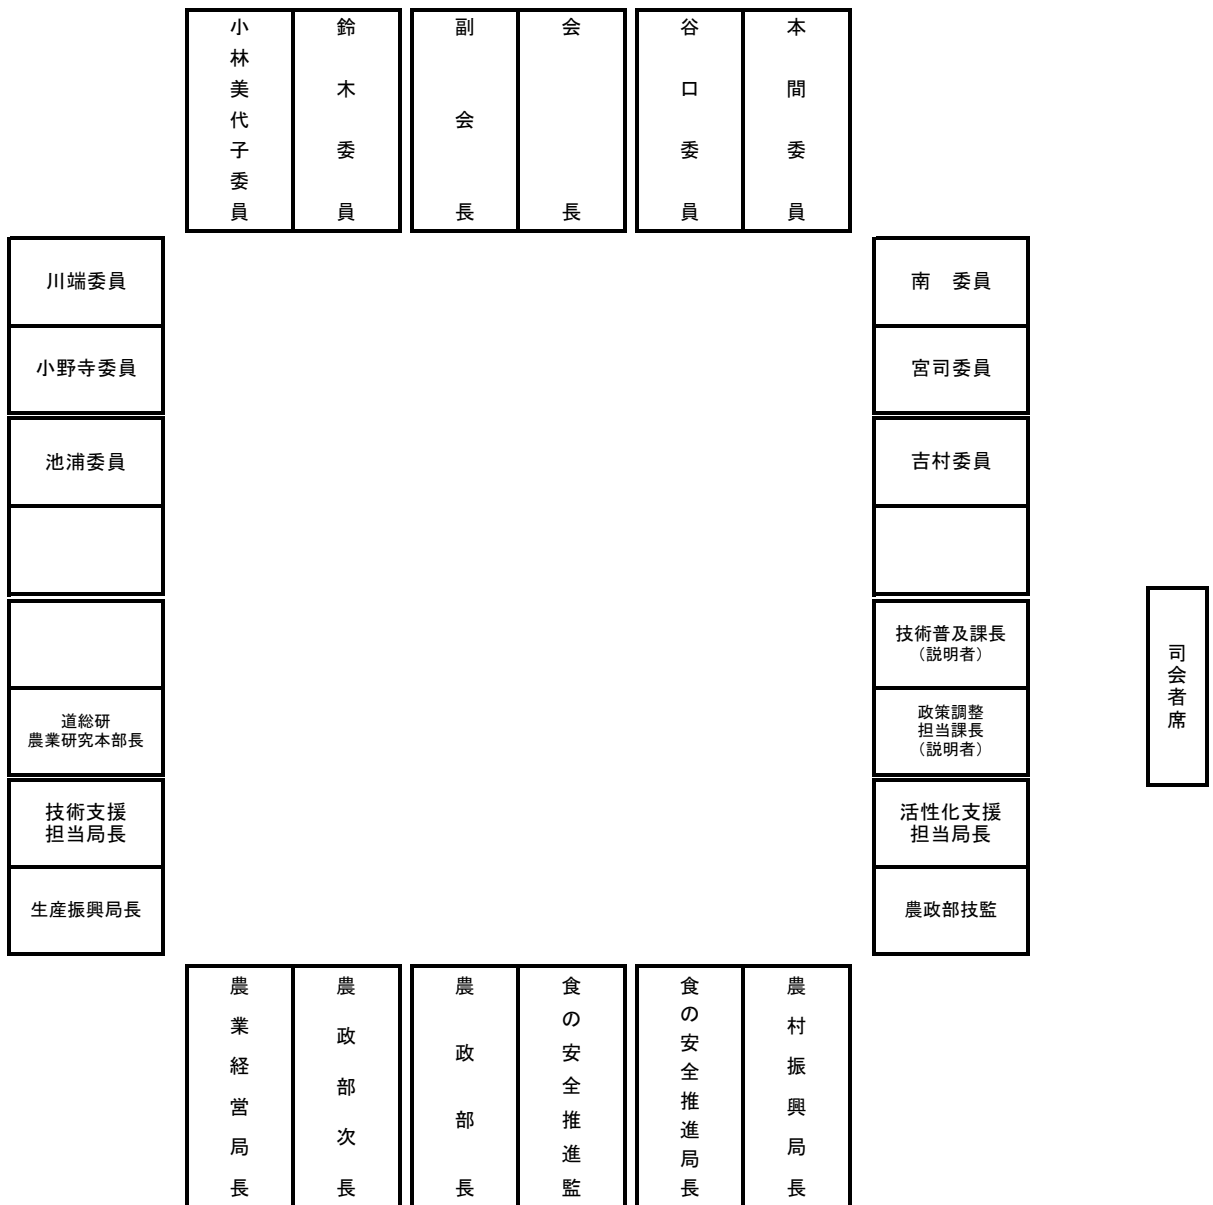 小林美代子委員
鈴木委員
副会長
会長
谷口委員
本間委員
川端委員
小野寺委員
池浦委員
道総研
農業研究本部長
技術支援
担当局長
生産振興局長
南　委員
宮司委員
吉村委員
技術普及課長
（説明者）
政策調整
担当課長
（説明者）
活性化支援
担当局長
農政部技監
司会者席
農業経営局長
農政部次長
農政部長
食の安全推進監
食の安全推進局長
農村振興局長